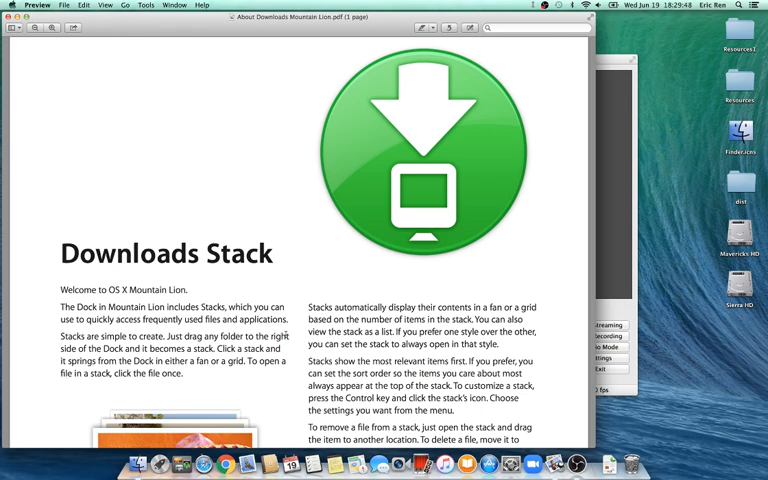 Preview File Edit View Go Tools Window Help
Wed Jun 19 18:29:48 Eric Ren
About Downloads Mountain Lion.pdf (1 page)
Downloads Stack
Welcome to OS X Mountain Lion.
The Dock in Mountain Lion includes Stacks, which you can
use to quickly access frequently used files and applications.
Stacks are simple to create. Just drag any folder to the right
side of the Dock and it becomes a stack. Click a stack and
it springs from the Dock in either a fan or a grid. To open a
file in a stack, click the file once.
Stacks automatically display their contents in a fan or a grid
based on the number of items in the stack. You can also
view the stack as a list. If you prefer one style over the other,
you can set the stack to always open in that style.
Stacks show the most relevant items first. If you prefer, you
can set the sort order so the items you care about most
always appear at the top of the stack. To customize a stack,
press the Control key and click the stack's icon. Choose
the settings you want from the menu.
To remove a file from a stack, just open the stack and drag
the item to another location. To delete a file, move it to
Resources1
Resources
Finder.icns
dist
Mavericks HD
Sierra HD
Streaming
Recording
io Mode
ttings
Exit
0 fps
19